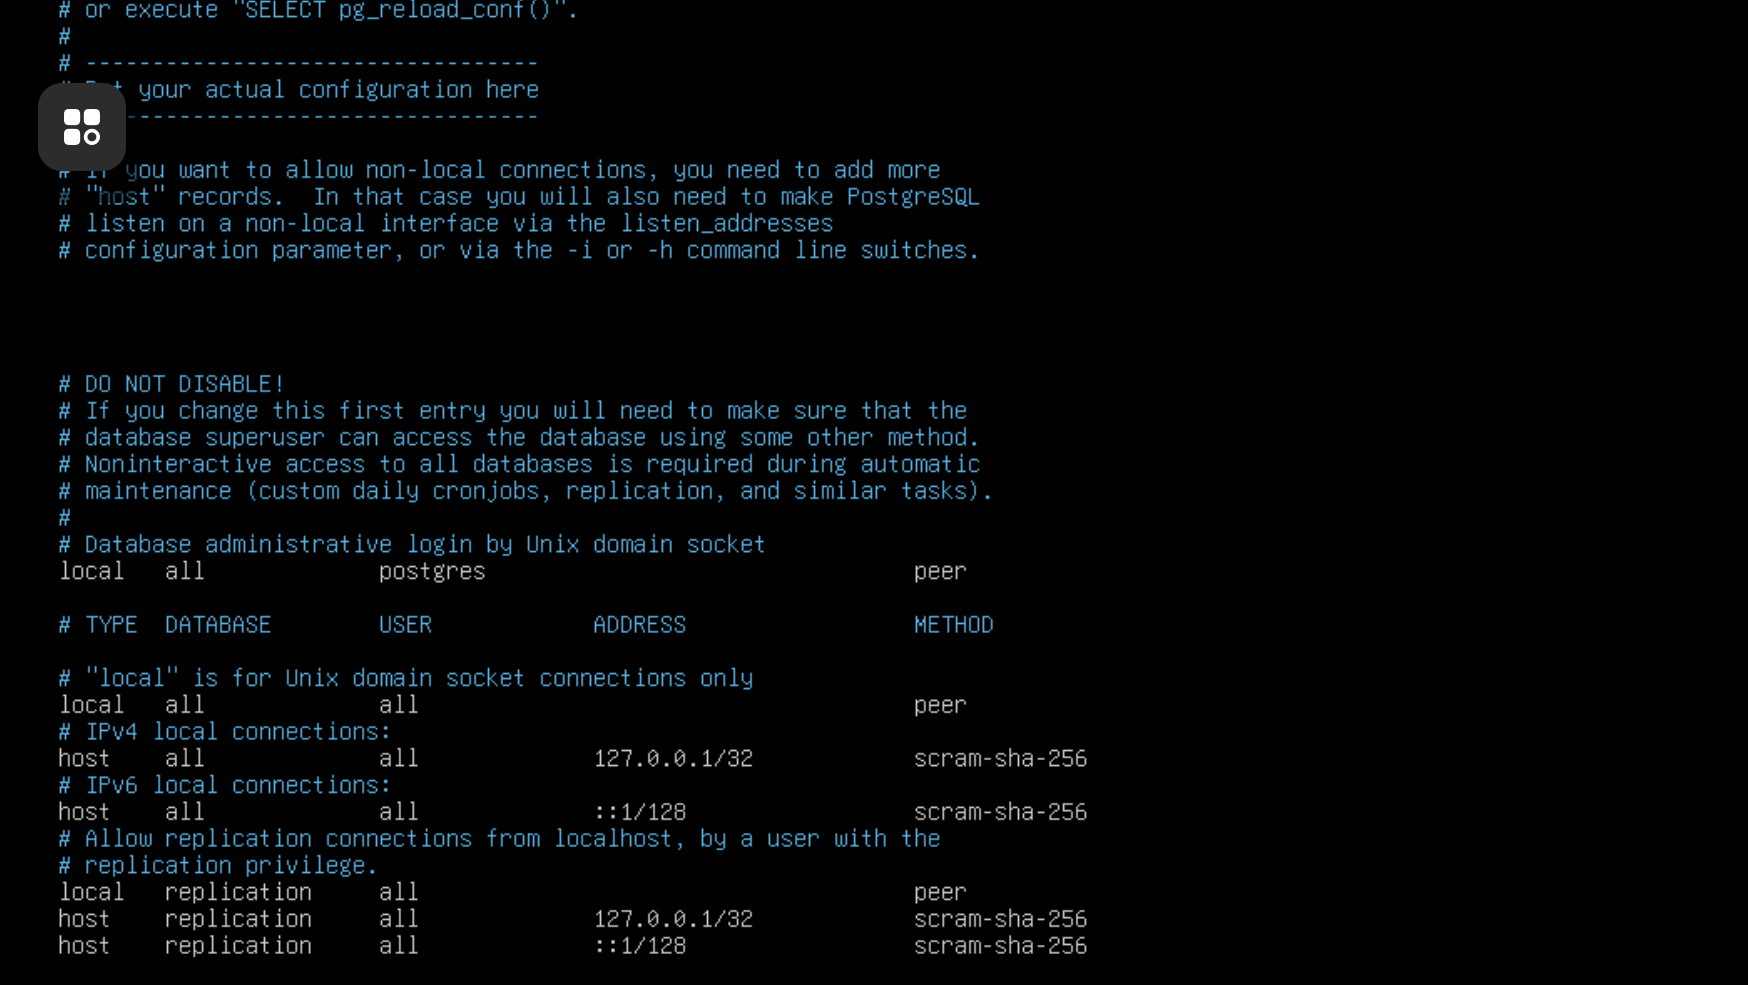 # or execute "SELECT pg_reload_conf()".
#
# ----------------------------------
your actual configuration here
-------------------------------
# If you want to allow non-local connections, you need to add more
# "host" records.  In that case you will also need to make PostgreSQL
# listen on a non-local interface via the listen_addresses
# configuration parameter, or via the -i or -h command line switches.
# DO NOT DISABLE!
# If you change this first entry you will need to make sure that the
# database superuser can access the database using some other method.
# Noninteractive access to all databases is required during automatic
# maintenance (custom daily cronjobs, replication, and similar tasks).
#
# Database administrative login by Unix domain socket
local   all             postgres                                peer
# TYPE  DATABASE        USER            ADDRESS                 METHOD
# "local" is for Unix domain socket connections only
local   all             all                                     peer
# IPv4 local connections:
host    all             all             127.0.0.1/32            scram-sha-256
# IPv6 local connections:
host    all             all             ::1/128                 scram-sha-256
# Allow replication connections from localhost, by a user with the
# replication privilege.
local   replication     all                                     peer
host    replication     all             127.0.0.1/32            scram-sha-256
host    replication     all             ::1/128                 scram-sha-256